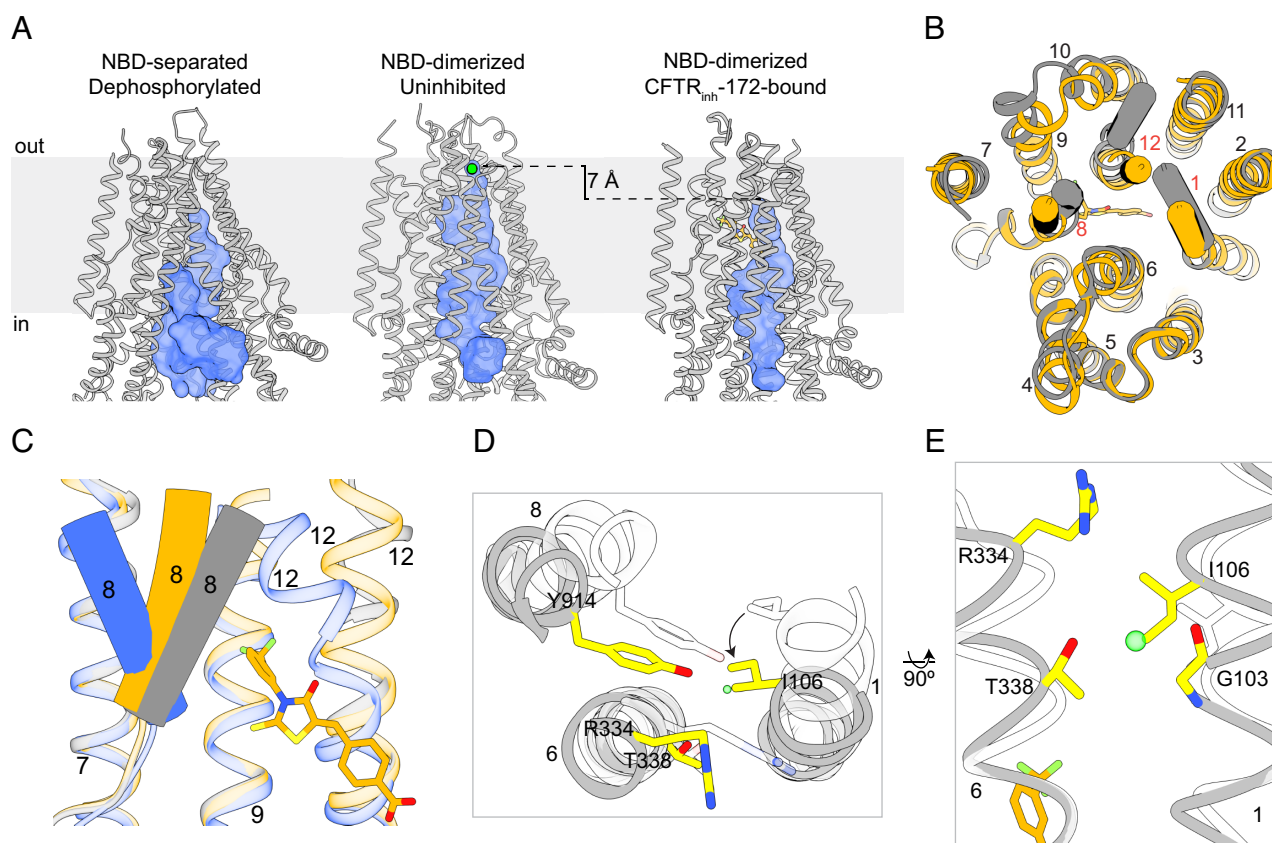 A
NBD-separated
Dephosphorylated
NBD-dimerized
Uninhibited
NBD-dimerized
CFTRinh-172-bound
out
7 Å
in
B
10
11
12
9
7
2
1
8
6
5
3
4
C
8
8
8
12
12
12
7
9
D
8
Y914
I106
1
R334
T338
6
90º
E
R334
I106
T338
G103
6
1